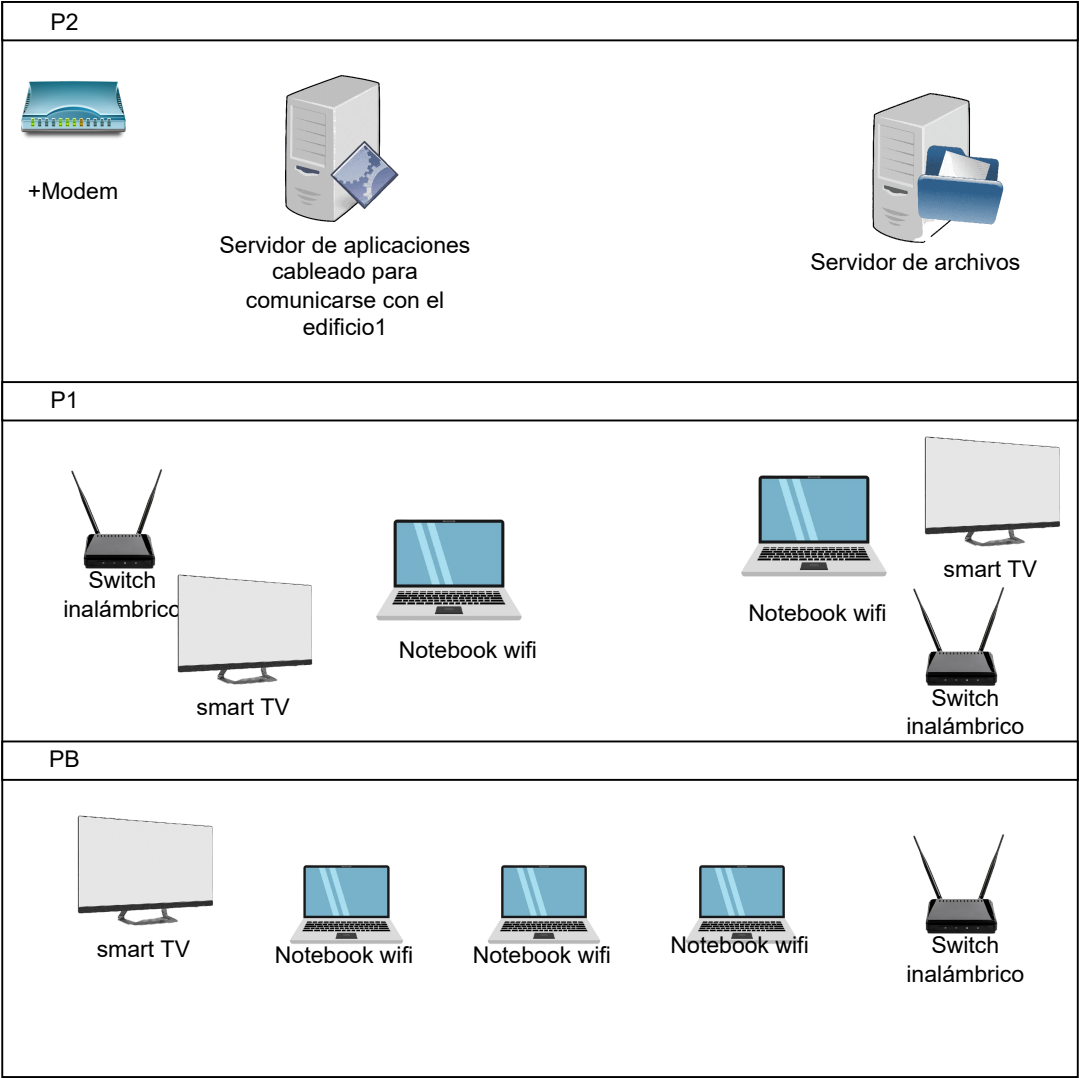 P2
+Modem
Servidor de aplicaciones
cableado para
comunicarse con el
edificio1
Servidor de archivos
P1
Switch
inalámbrico
smart TV
Notebook wifi
Notebook wifi
smart TV
Switch
inalámbrico
PB
smart TV
Notebook wifi
Notebook wifi
Notebook wifi
Switch
inalámbrico